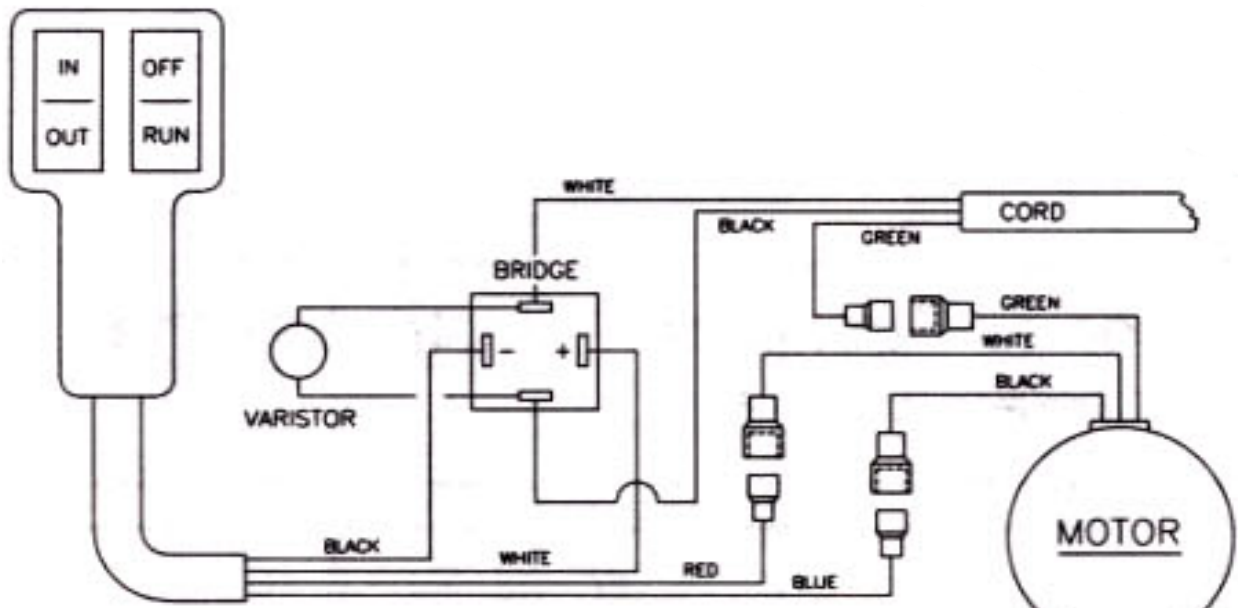 IN
OFF
OUT
RUN
WHITE
CORD
BLACK
GREEN
BRIDGE
GREEN
WHITE
- +
BLACK
VARISTOR
MOTOR
BLACK
WHITE
RED
BLUE